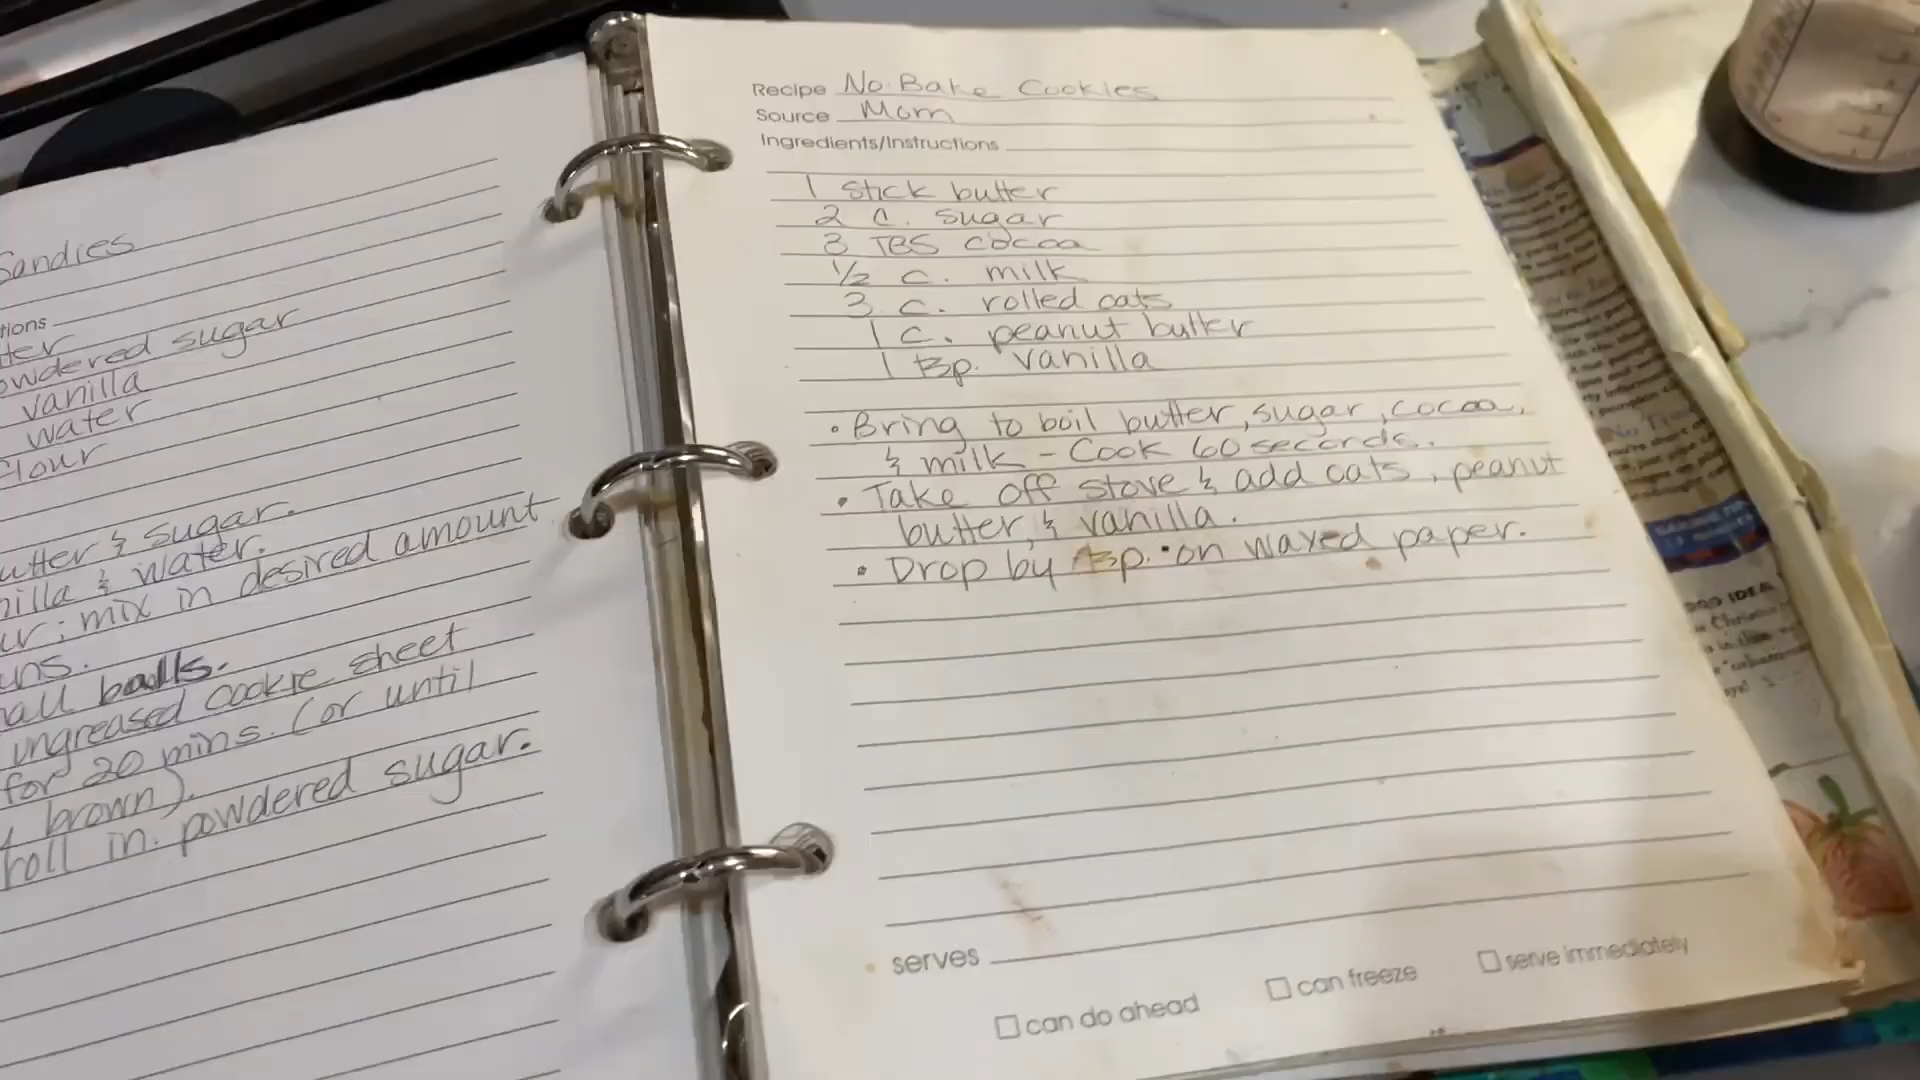 Sandies
tions
tter
owdered sugar
vanilla
water
flour
utter & sugar.
nilla & water.
ur; mix in desired amount
uns.
all balls.
ungreased cookie sheet
for 20 mins. (or until
brown).
roll in powdered sugar.
Recipe No Bake Cookies
Source Mom
Ingredients/Instructions
1 stick butter
2 c. sugar
3 TBS cocoa
1/2 c. milk
3 c. rolled oats
1 c. peanut butter
1 tsp. vanilla
• Bring to boil butter, sugar, cocoa,
& milk - Cook 60 seconds.
• Take off stove & add oats, peanut
butter, & vanilla.
• Drop by tsp. on waxed paper.
serves
can do ahead
can freeze
serve immediately